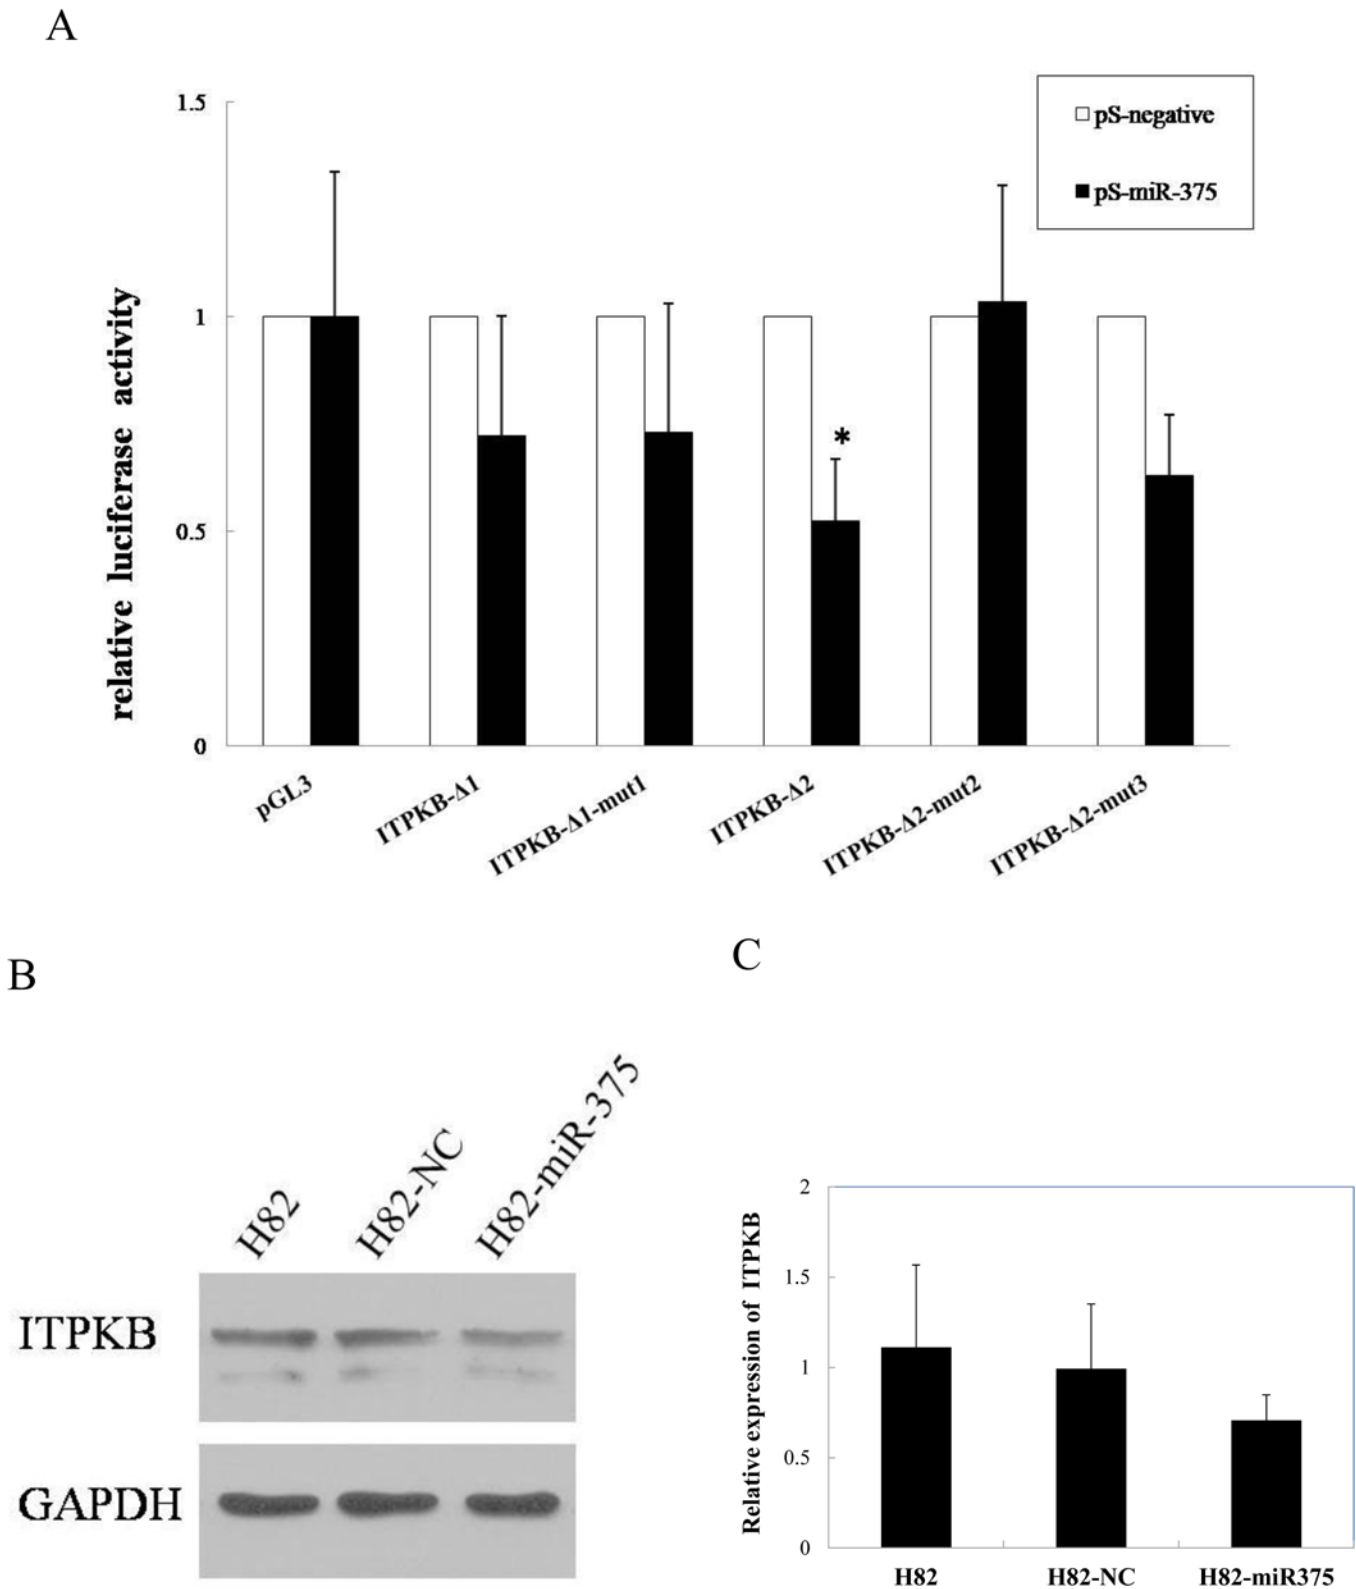 A
1.5
1
0.5
0
relative luciferase activity
pS-negative
pS-miR-375
pGL3
ITPKB-Δ1
ITPKB-Δ1-mut1
ITPKB-Δ2
ITPKB-Δ2-mut2
ITPKB-Δ2-mut3
*
B
H82
H82-NC
H82-miR-375
ITPKB
GAPDH
C
Relative expression of ITPKB
2
1.5
1
0.5
0
H82
H82-NC
H82-miR375